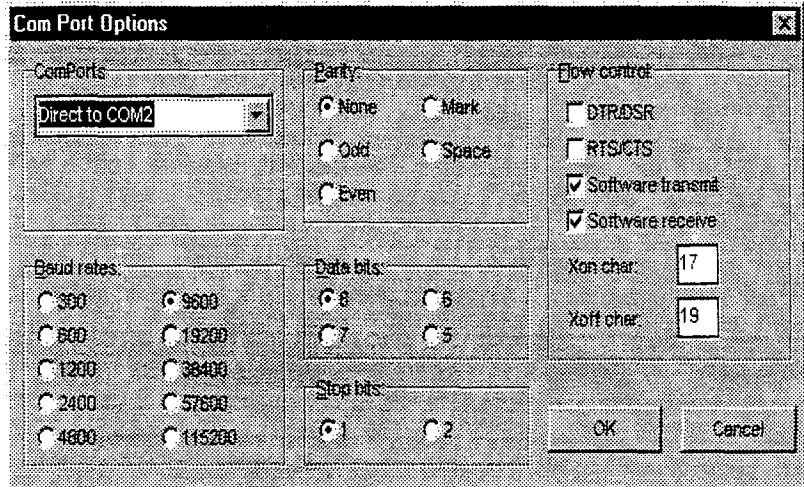 Com Port Options
ComPorts
Direct to COM2
Parity:
None
Mark
Odd
Space
Even
Flow control:
DTR/DSR
RTS/CTS
Software transmit
Software receive
Xon char: 17
Xoff char: 19
Baud rates:
300
9600
600
19200
1200
38400
2400
57600
4800
115200
Data bits:
8
6
7
5
Stop bits:
1
2
OK
Cancel